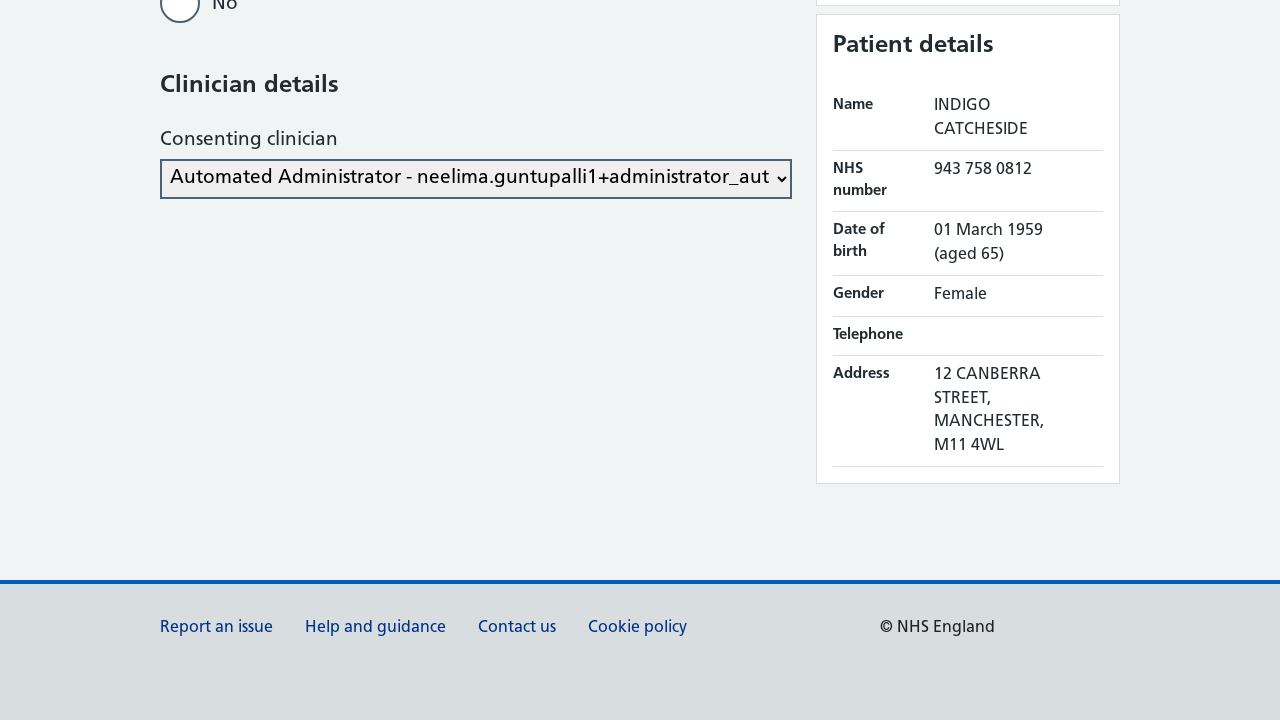 No
Clinician details
Consenting clinician
Automated Administrator - neelima.guntupalli1+administrator_aut
Patient details
Name
INDIGO
CATCHESIDE
NHS
number
943 758 0812
Date of
birth
01 March 1959
(aged 65)
Gender
Female
Telephone
Address
12 CANBERRA
STREET,
MANCHESTER,
M11 4WL
Report an issue
Help and guidance
Contact us
Cookie policy
© NHS England